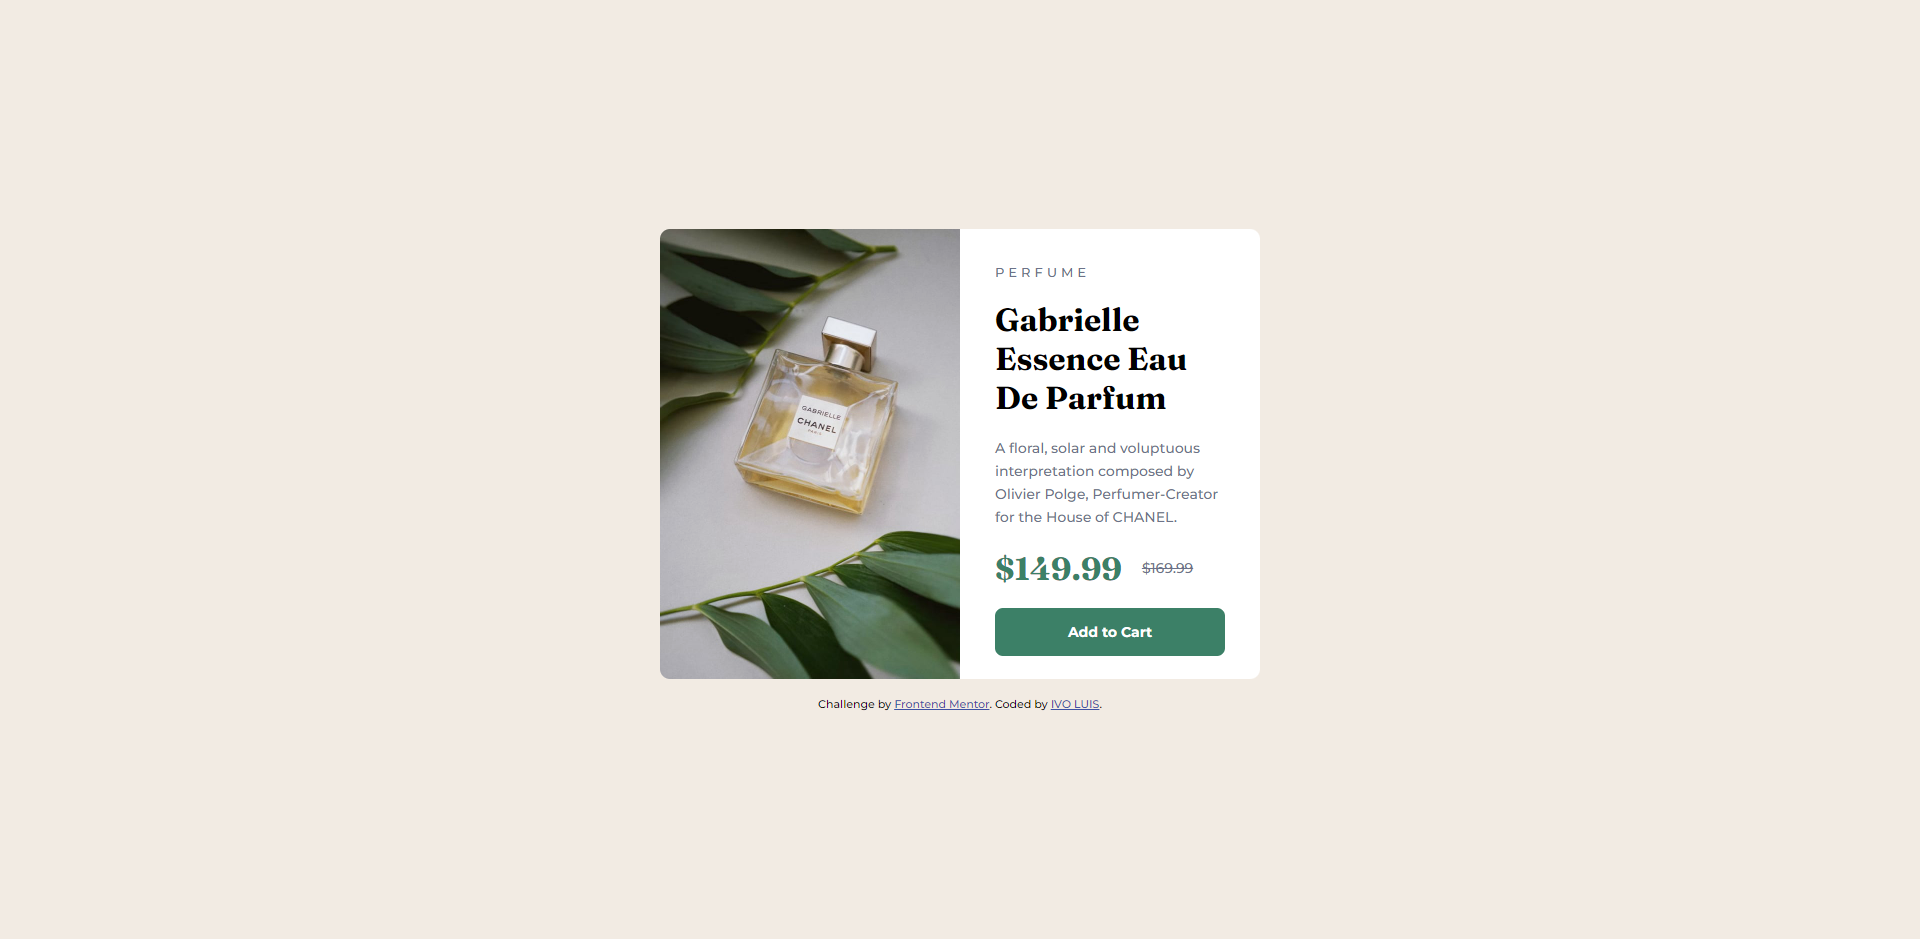 GABRIELLE
CHANEL
PARIS
PERFUME
Gabrielle
Essence Eau
De Parfum
A floral, solar and voluptuous
interpretation composed by
Olivier Polge, Perfumer-Creator
for the House of CHANEL.
$149.99 $169.99
Add to Cart
Challenge by Frontend Mentor. Coded by IVO LUIS.